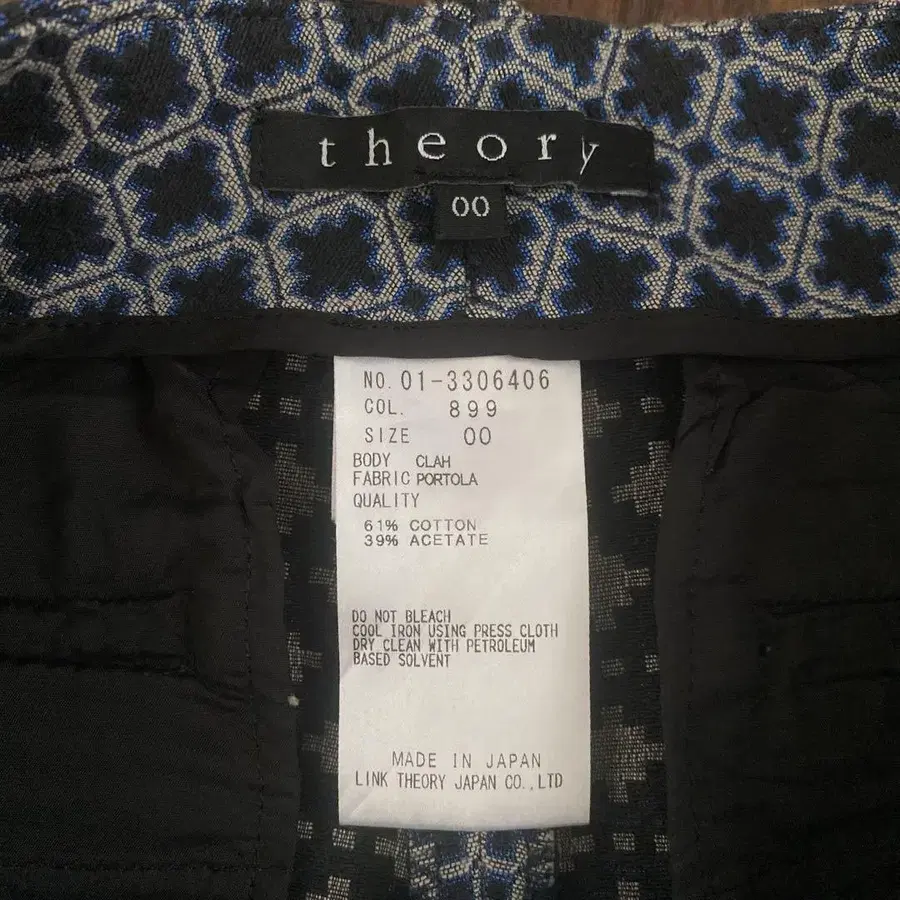 theory
00
NO. 01-3306406
COL. 899
SIZE 00
BODY CLAH
FABRIC PORTOLA
QUALITY
61% COTTON
39% ACETATE
DO NOT BLEACH
COOL IRON USING PRESS CLOTH
DRY CLEAN WITH PETROLEUM
BASED SOLVENT
MADE IN JAPAN
LINK THEORY JAPAN CO.,LTD